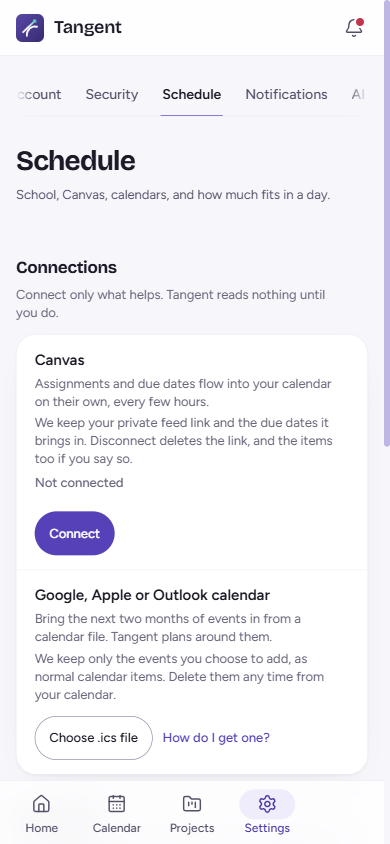 Tangent
ccount Security Schedule Notifications
Schedule
School, Canvas, calendars, and how much fits in a day.
Connections
Connect only what helps. Tangent reads nothing until
you do.
Canvas
Assignments and due dates flow into your calendar
on their own, every few hours.
We keep your private feed link and the due dates it
brings in. Disconnect deletes the link, and the items
too if you say so.
Not connected
Connect
Google, Apple or Outlook calendar
Bring the next two months of events in from a
calendar file. Tangent plans around them.
We keep only the events you choose to add, as
normal calendar items. Delete them any time from
your calendar.
Choose .ics file How do I get one?
Home Calendar Projects Settings